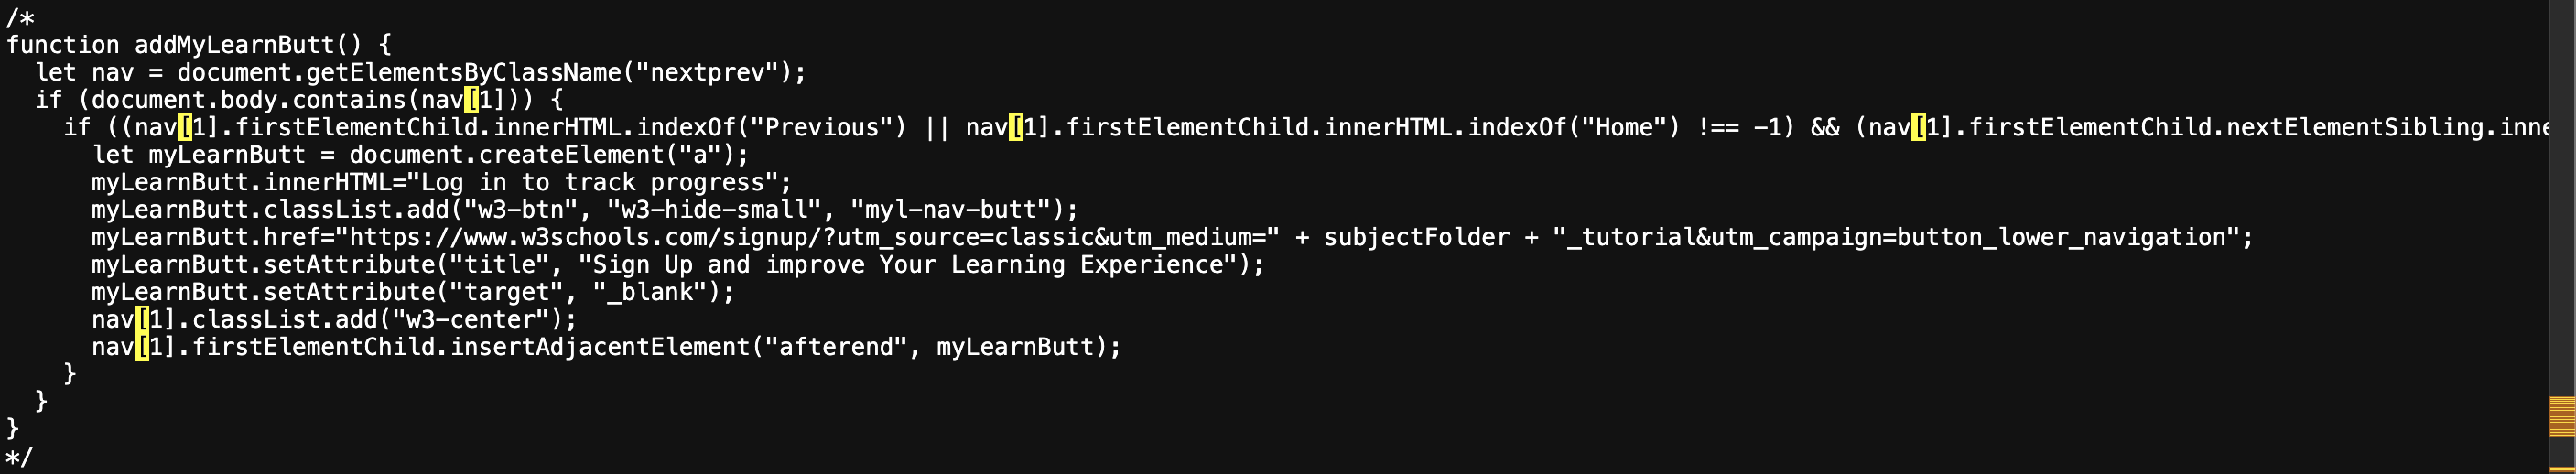 /*
function addMyLearnButt() {
  let nav = document.getElementsByClassName("nextprev");
  if (document.body.contains(nav[1])) {
    if ((nav[1].firstElementChild.innerHTML.indexOf("Previous") || nav[1].firstElementChild.innerHTML.indexOf("Home") !== -1) && (nav[1].firstElementChild.nextElementSibling.inne
      let myLearnButt = document.createElement("a");
      myLearnButt.innerHTML="Log in to track progress";
      myLearnButt.classList.add("w3-btn", "w3-hide-small", "myl-nav-butt");
      myLearnButt.href="https://www.w3schools.com/signup/?utm_source=classic&utm_medium=" + subjectFolder + "_tutorial&utm_campaign=button_lower_navigation";
      myLearnButt.setAttribute("title", "Sign Up and improve Your Learning Experience");
      myLearnButt.setAttribute("target", "_blank");
      nav[1].classList.add("w3-center");
      nav[1].firstElementChild.insertAdjacentElement("afterend", myLearnButt);
    }
  }
}
*/